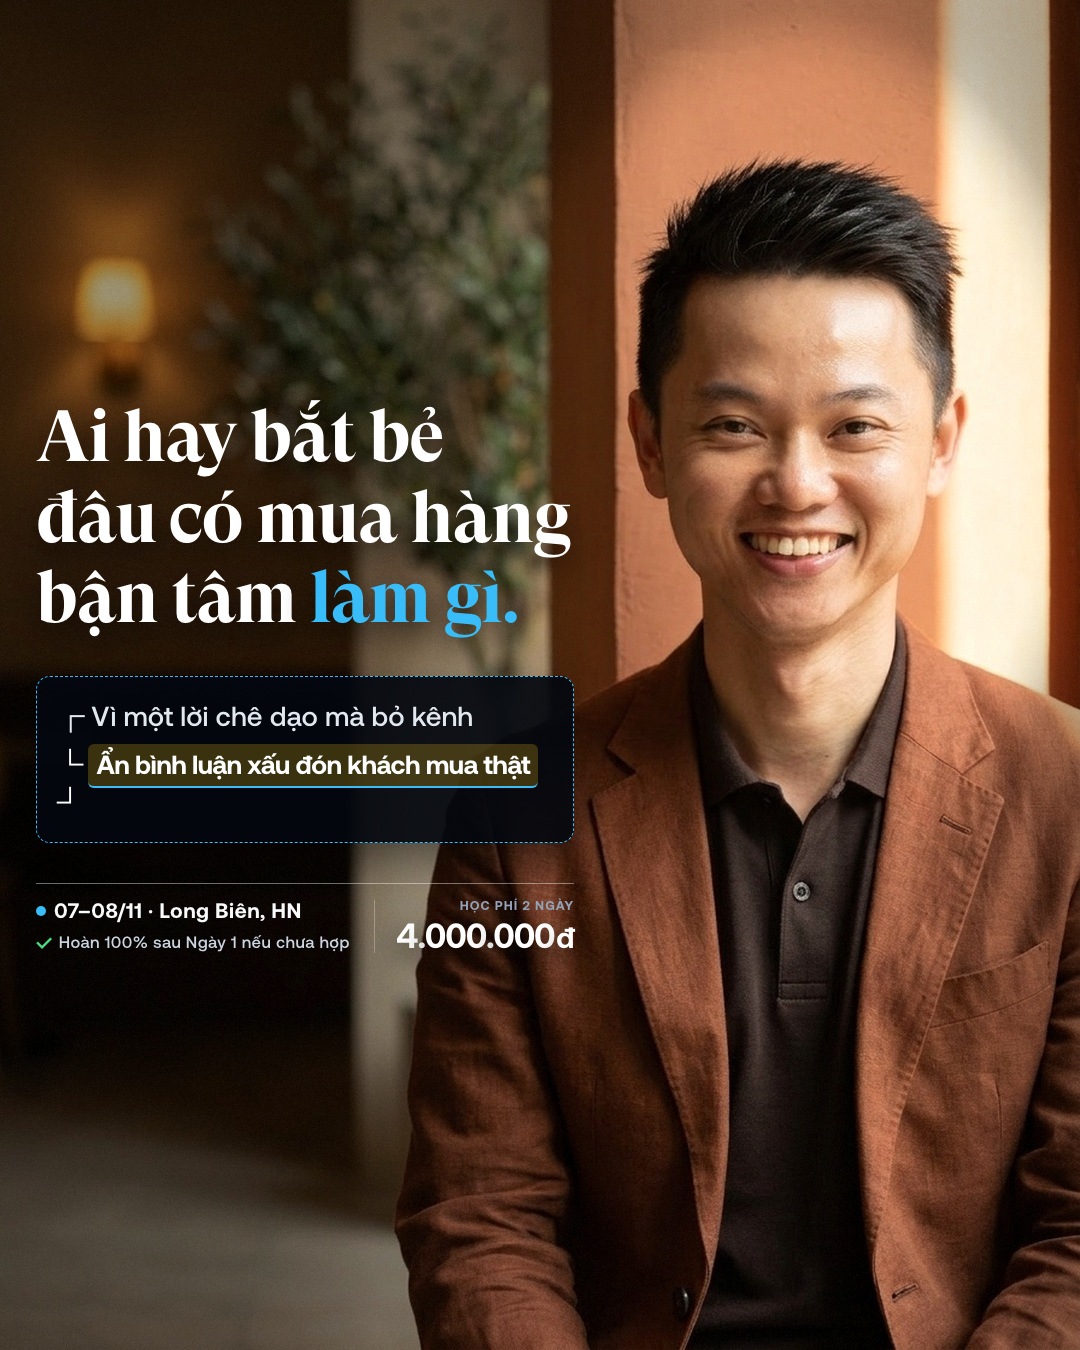 Ai hay bắt bẻ
đâu có mua hàng
bận tâm làm gì.
Vì một lời chê dạo mà bỏ kênh
Ẩn bình luận xấu đón khách mua thật
07–08/11 · Long Biên, HN
Hoàn 100% sau Ngày 1 nếu chưa hợp
HỌC PHÍ 2 NGÀY
4.000.000đ